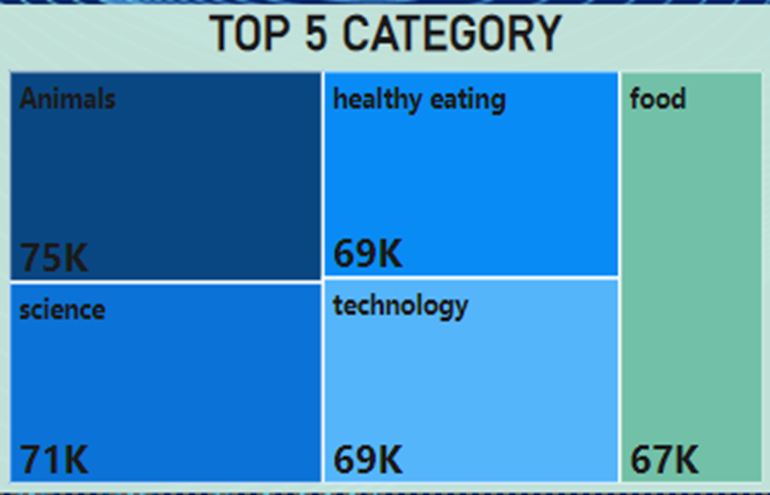 TOP 5 CATEGORY
Animals
75K
science
71K
healthy eating
69K
technology
69K
food
67K